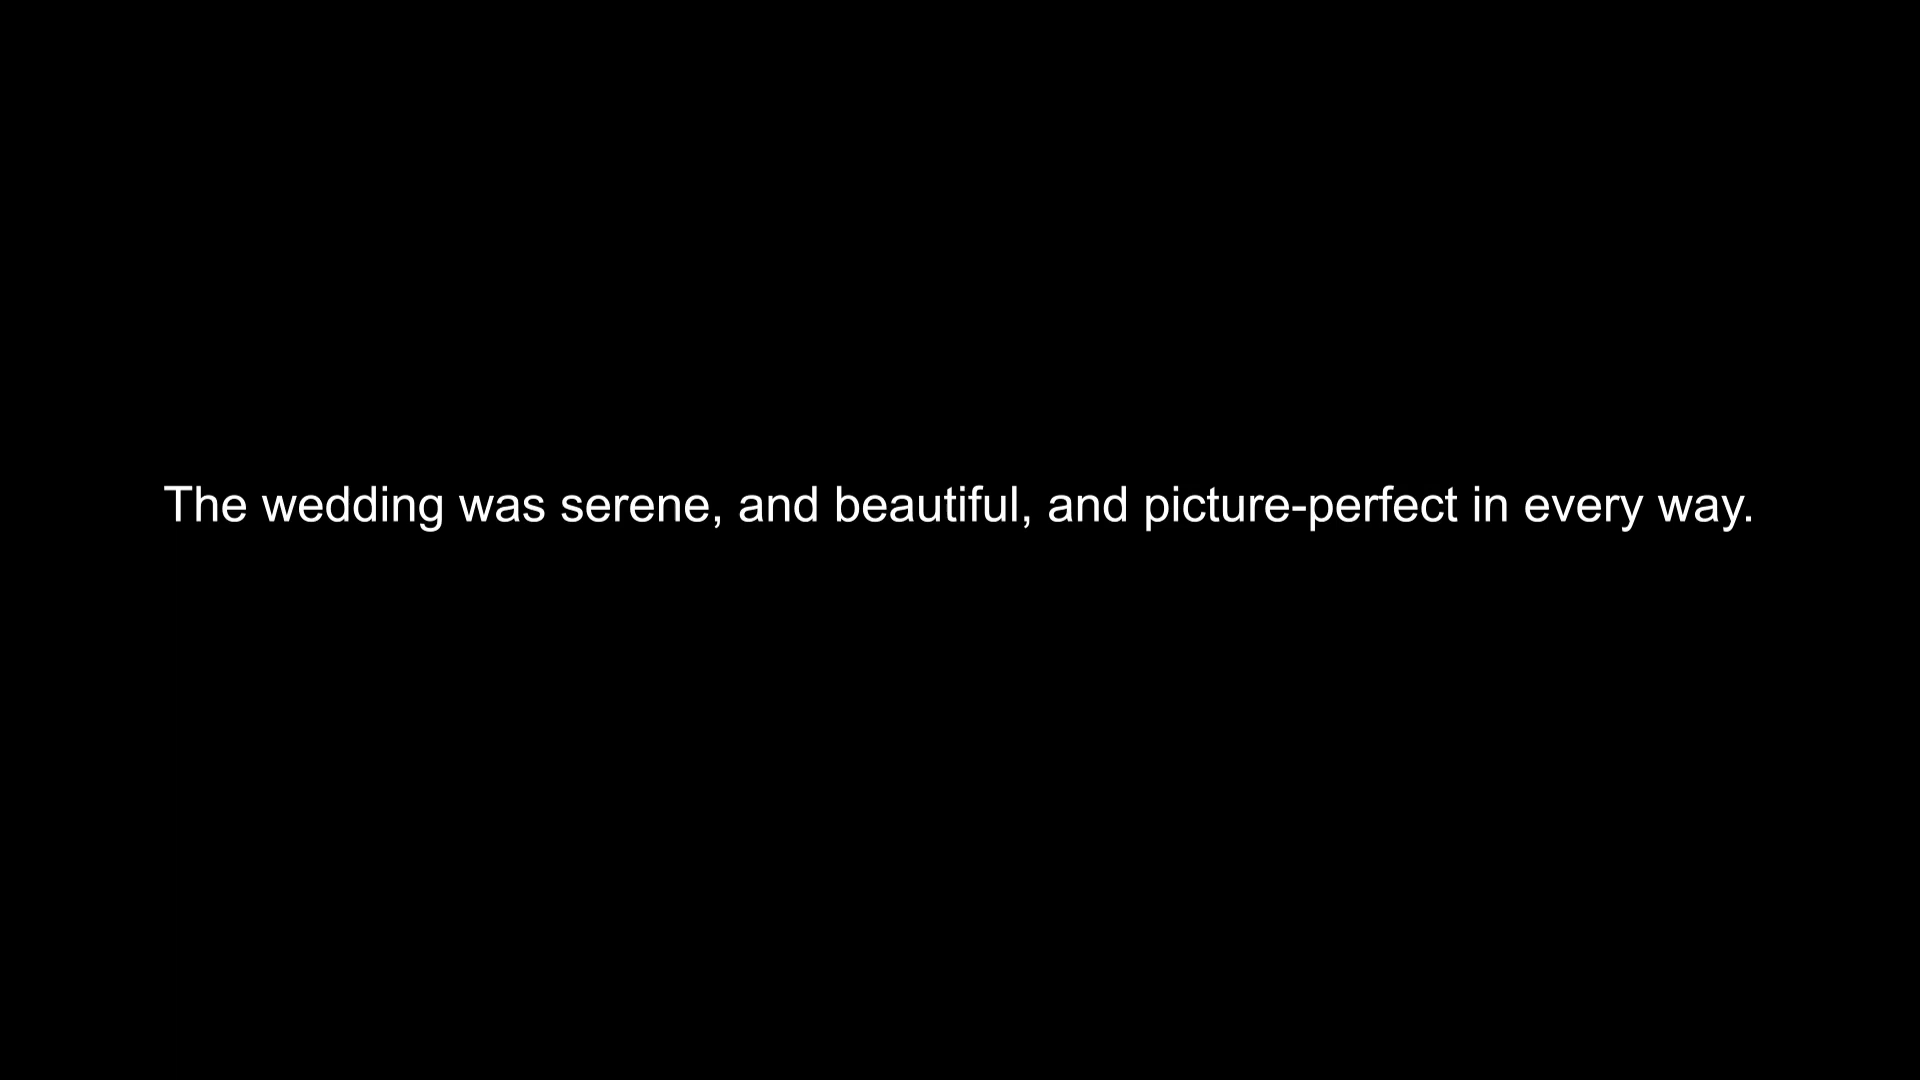 The wedding was serene, and beautiful, and picture-perfect in every way.